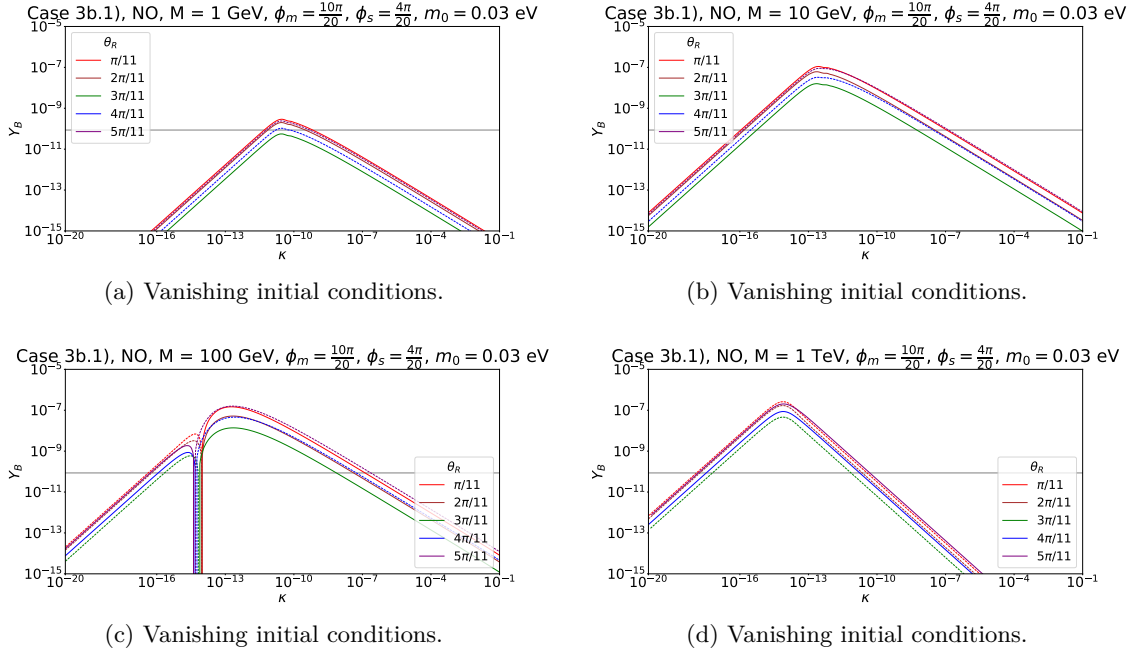 Case 3b.1), NO, M = 1 GeV, ϕ_m = 10π/20, ϕ_s = 4π/20, m_0 = 0.03 eV
10^−5
10^−7
10^−9
10^−11
10^−13
10^−15
Y_B
θ_R
π/11
2π/11
3π/11
4π/11
5π/11
10^−20 10^−16 10^−13 10^−10 10^−7 10^−4 10^−1
κ
(a) Vanishing initial conditions.
Case 3b.1), NO, M = 10 GeV, ϕ_m = 10π/20, ϕ_s = 4π/20, m_0 = 0.03 eV
10^−5
10^−7
10^−9
10^−11
10^−13
10^−15
Y_B
θ_R
π/11
2π/11
3π/11
4π/11
5π/11
10^−20 10^−16 10^−13 10^−10 10^−7 10^−4 10^−1
κ
(b) Vanishing initial conditions.
Case 3b.1), NO, M = 100 GeV, ϕ_m = 10π/20, ϕ_s = 4π/20, m_0 = 0.03 eV
10^−5
10^−7
10^−9
10^−11
10^−13
10^−15
Y_B
θ_R
π/11
2π/11
3π/11
4π/11
5π/11
10^−20 10^−16 10^−13 10^−10 10^−7 10^−4 10^−1
κ
(c) Vanishing initial conditions.
Case 3b.1), NO, M = 1 TeV, ϕ_m = 10π/20, ϕ_s = 4π/20, m_0 = 0.03 eV
10^−5
10^−7
10^−9
10^−11
10^−13
10^−15
Y_B
θ_R
π/11
2π/11
3π/11
4π/11
5π/11
10^−20 10^−16 10^−13 10^−10 10^−7 10^−4 10^−1
κ
(d) Vanishing initial conditions.